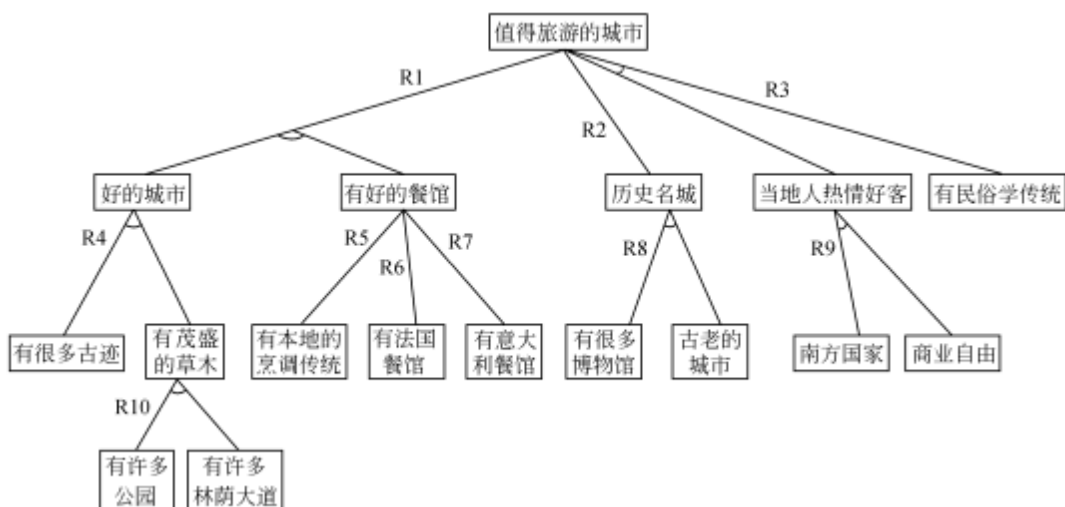 值得旅游的城市
R1
R3
R2
好的城市
有好的餐馆
历史名城
当地人热情好客
有民俗学传统
R4
R5
R6
R7
R8
R9
有很多古迹
有茂盛
的草木
有本地的
烹调传统
有法国
餐馆
有意大
利餐馆
有很多
博物馆
古老的
城市
南方国家
商业自由
R10
有许多
公园
有许多
林荫大道